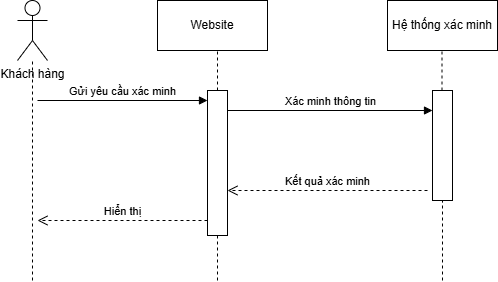 Website
Hệ thống xác minh
Khách hàng
Gửi yêu cầu xác minh
Xác minh thông tin
Kết quả xác minh
Hiển thị